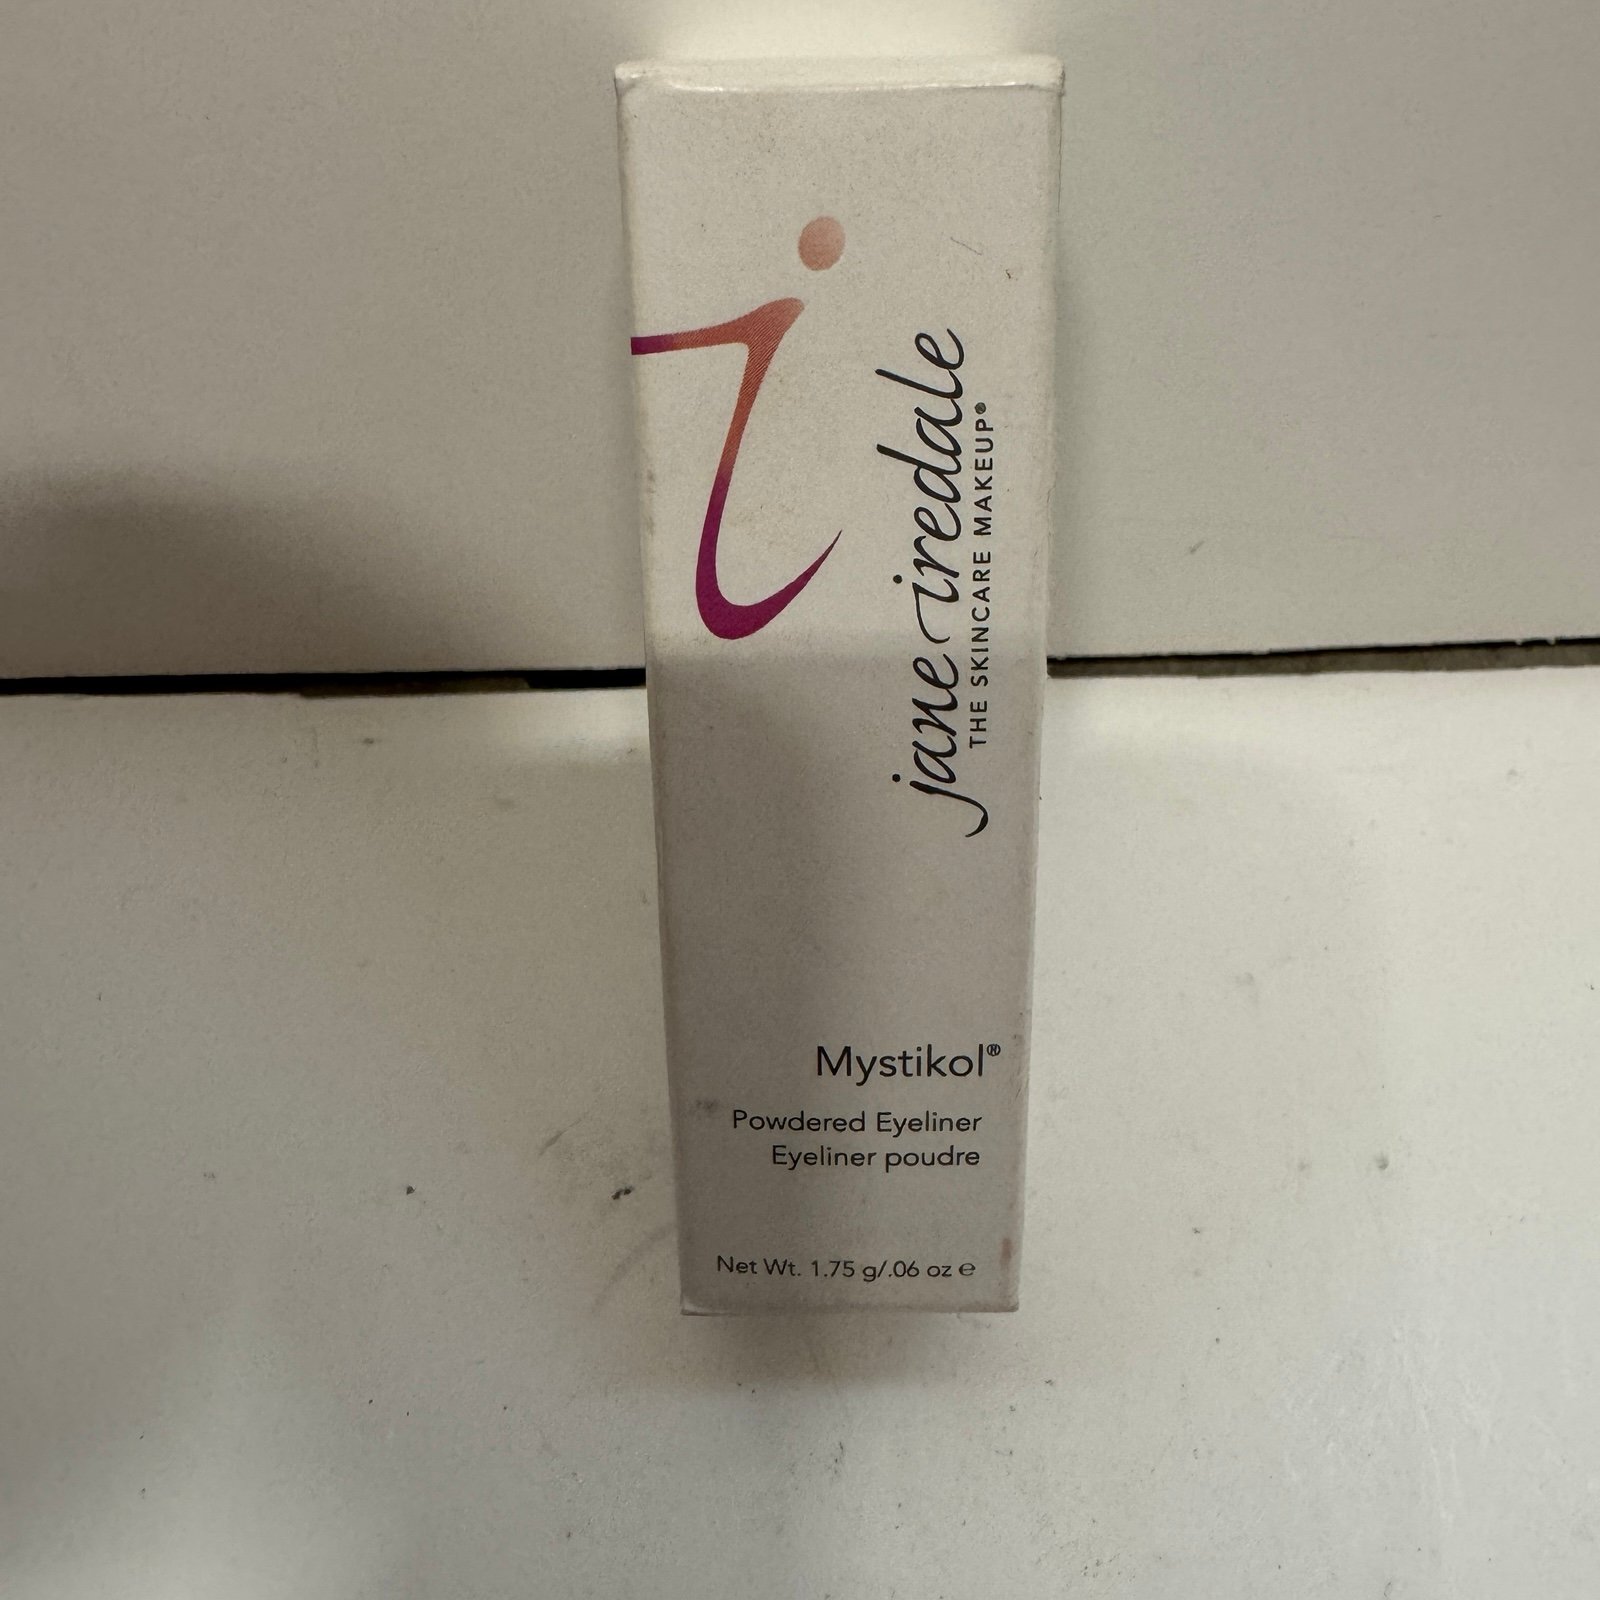 jane iredale
THE SKINCARE MAKEUP®
Mystikol®
Powdered Eyeliner
Eyeliner poudre
Net Wt. 1.75 g/.06 oz ℮